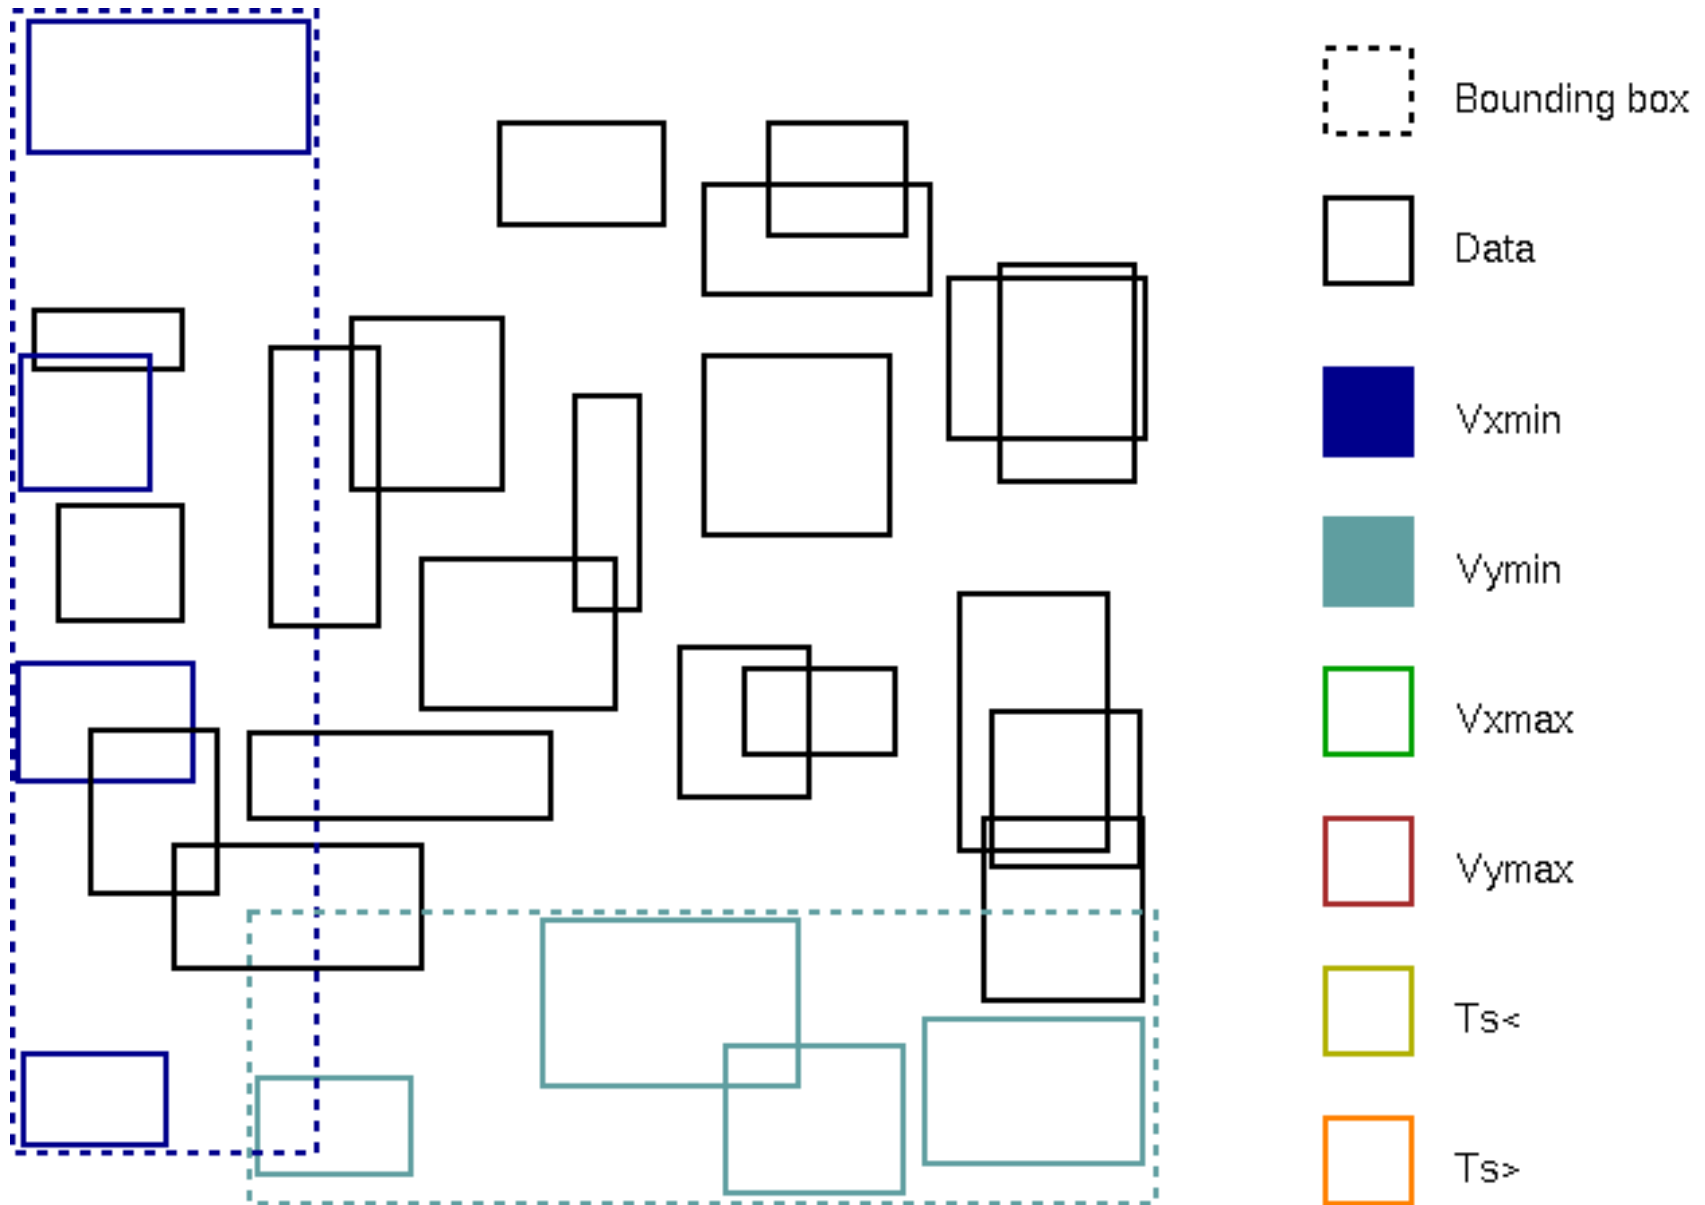 Bounding box
Data
Vxmin
Vymin
Vxmax
Vymax
Ts<
Ts>